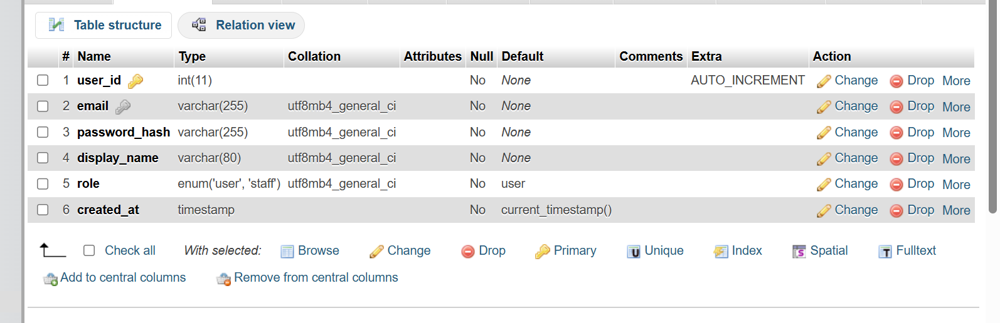 Table structure Relation view
# Name Type Collation Attributes Null Default Comments Extra Action
1 user_id int(11) No None AUTO_INCREMENT Change Drop More
2 email varchar(255) utf8mb4_general_ci No None Change Drop More
3 password_hash varchar(255) utf8mb4_general_ci No None Change Drop More
4 display_name varchar(80) utf8mb4_general_ci No None Change Drop More
5 role enum('user', 'staff') utf8mb4_general_ci No user Change Drop More
6 created_at timestamp No current_timestamp() Change Drop More
Check all With selected: Browse Change Drop Primary U Unique Index S Spatial T Fulltext
Add to central columns Remove from central columns